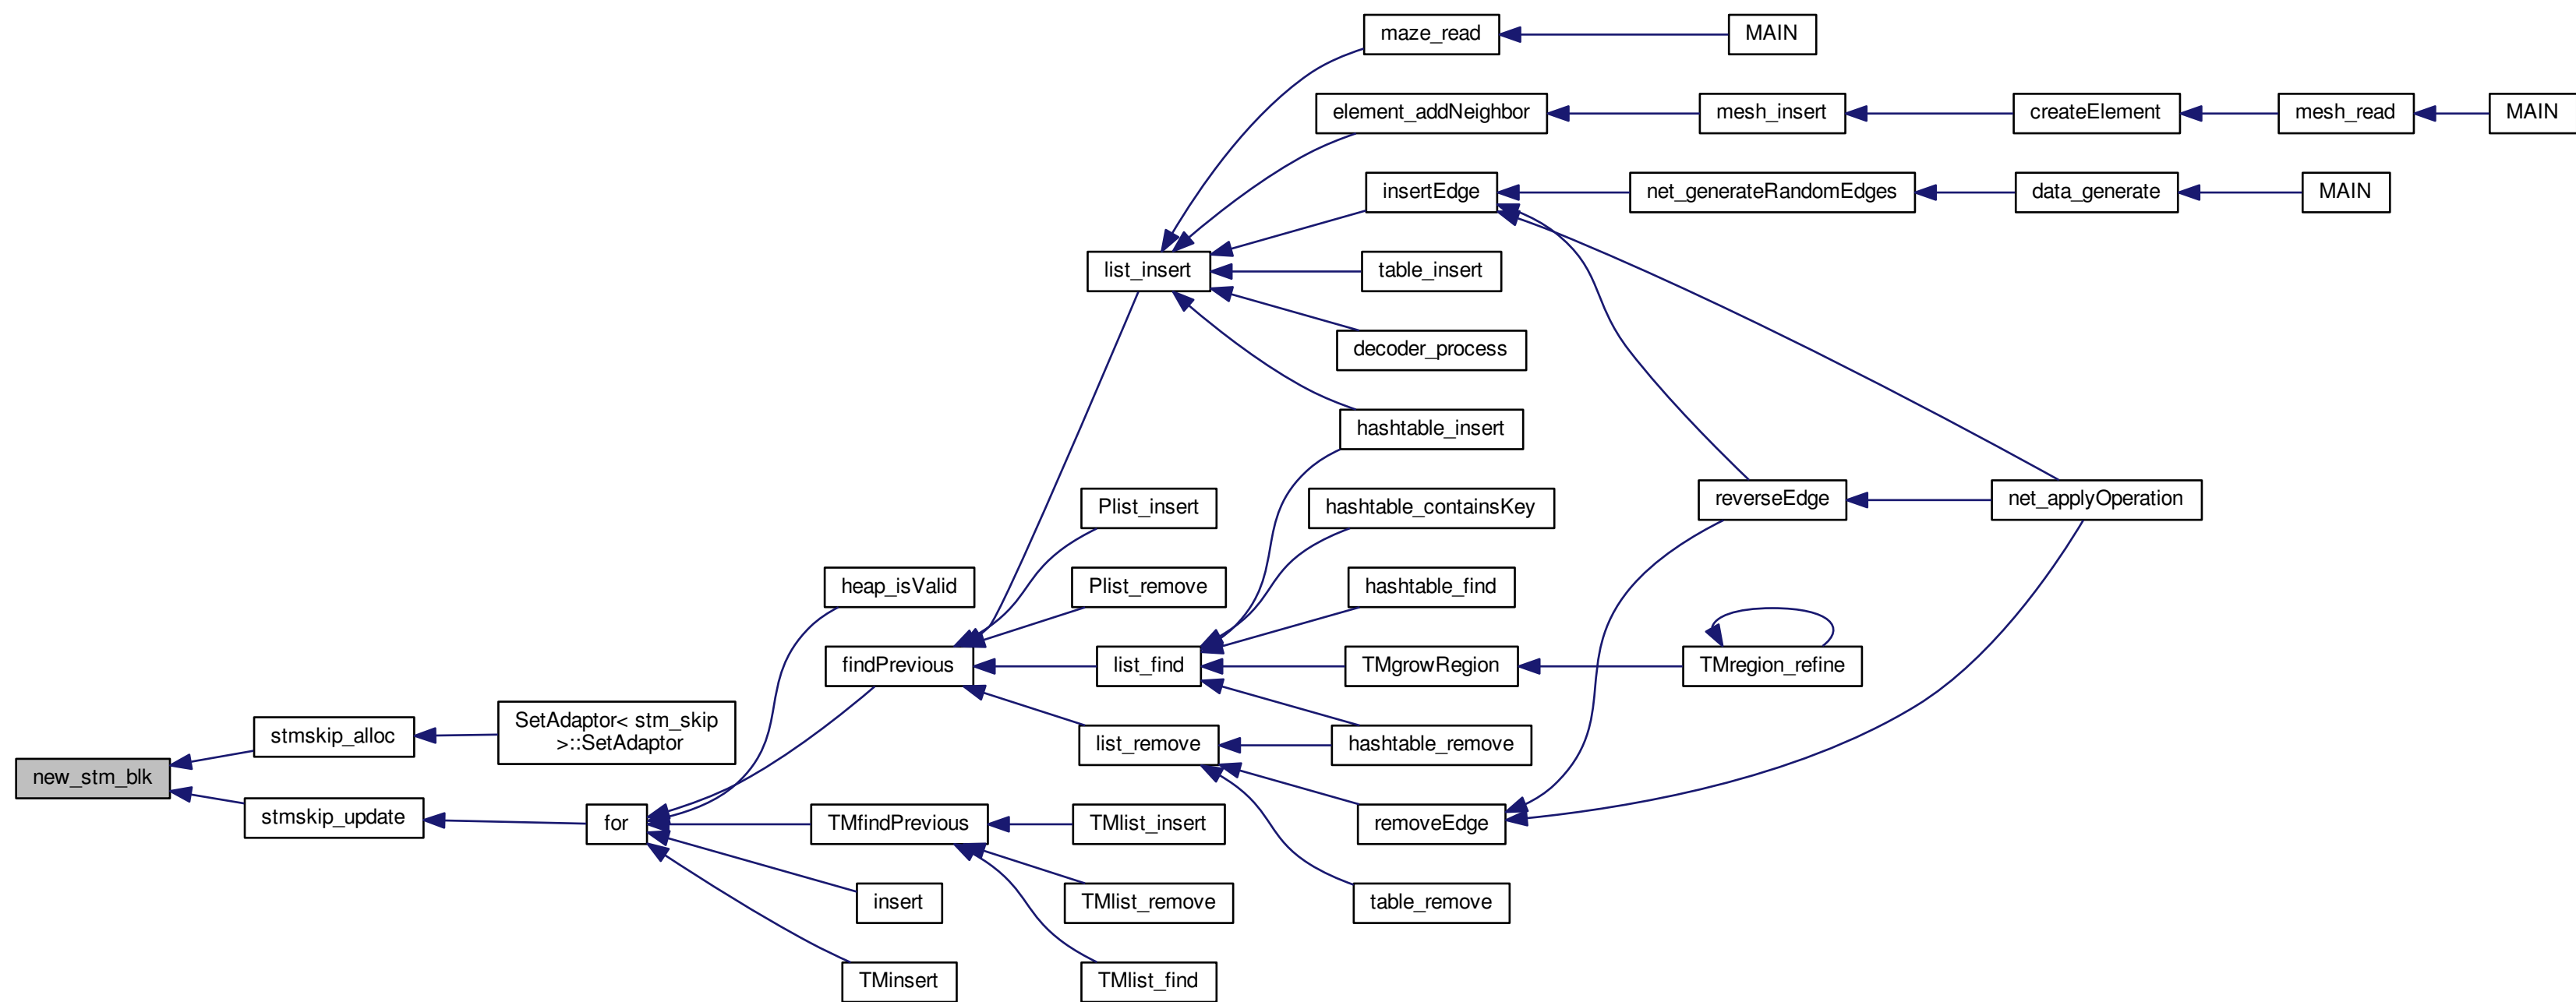 maze_read
MAIN
element_addNeighbor
mesh_insert
createElement
mesh_read
MAIN
insertEdge
net_generateRandomEdges
data_generate
MAIN
list_insert
table_insert
decoder_process
hashtable_insert
Plist_insert
hashtable_containsKey
reverseEdge
net_applyOperation
heap_isValid
Plist_remove
hashtable_find
findPrevious
list_find
TMgrowRegion
TMregion_refine
SetAdaptor< stm_skip
>::SetAdaptor
stmskip_alloc
list_remove
hashtable_remove
new_stm_blk
stmskip_update
for
TMfindPrevious
TMlist_insert
removeEdge
insert
TMlist_remove
table_remove
TMinsert
TMlist_find